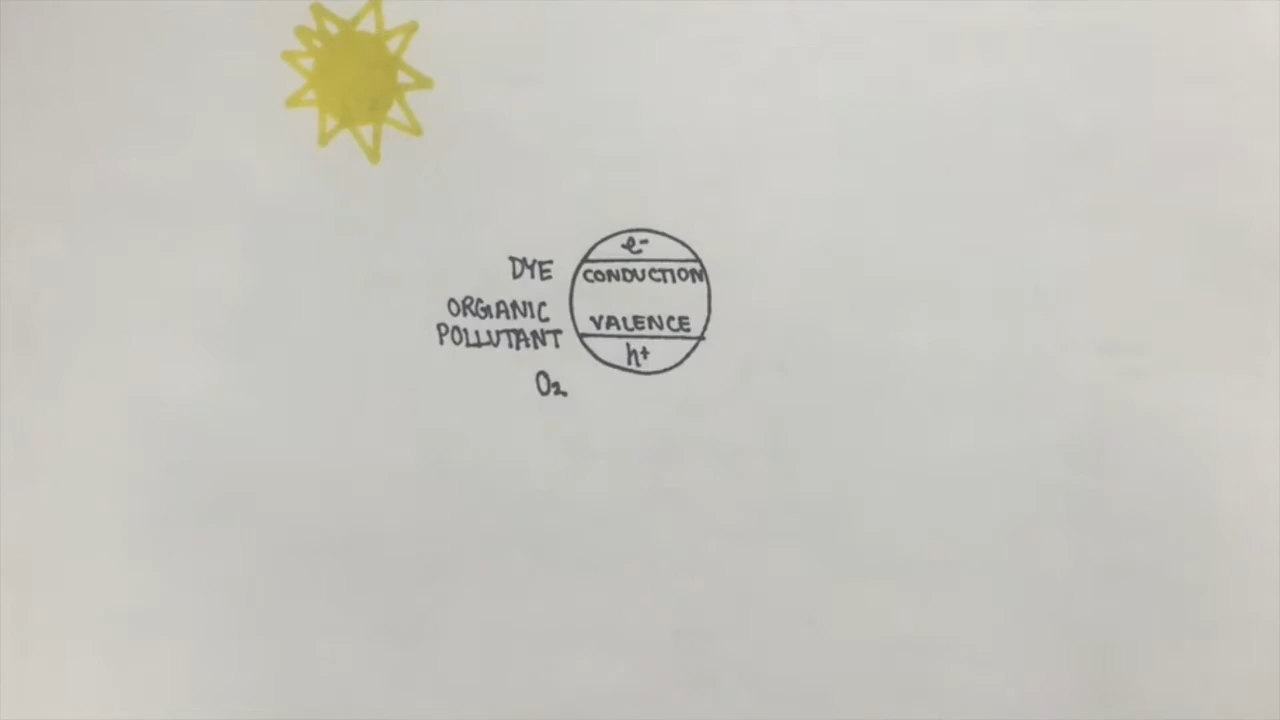 e-
DYE
CONDUCTION
ORGANIC
VALENCE
POLLUTANT
h+
O₂